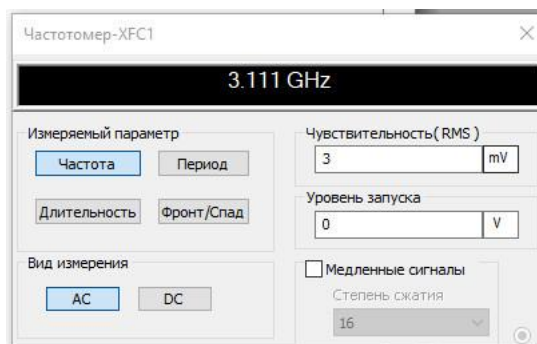 Частотомер-XFC1
3.111 GHz
Измеряемый параметр
Частота Период
Длительность Фронт/Спад
Вид измерения
AC DC
Чувствительность( RMS )
3 mV
Уровень запуска
0 V
Медленные сигналы
Степень сжатия
16